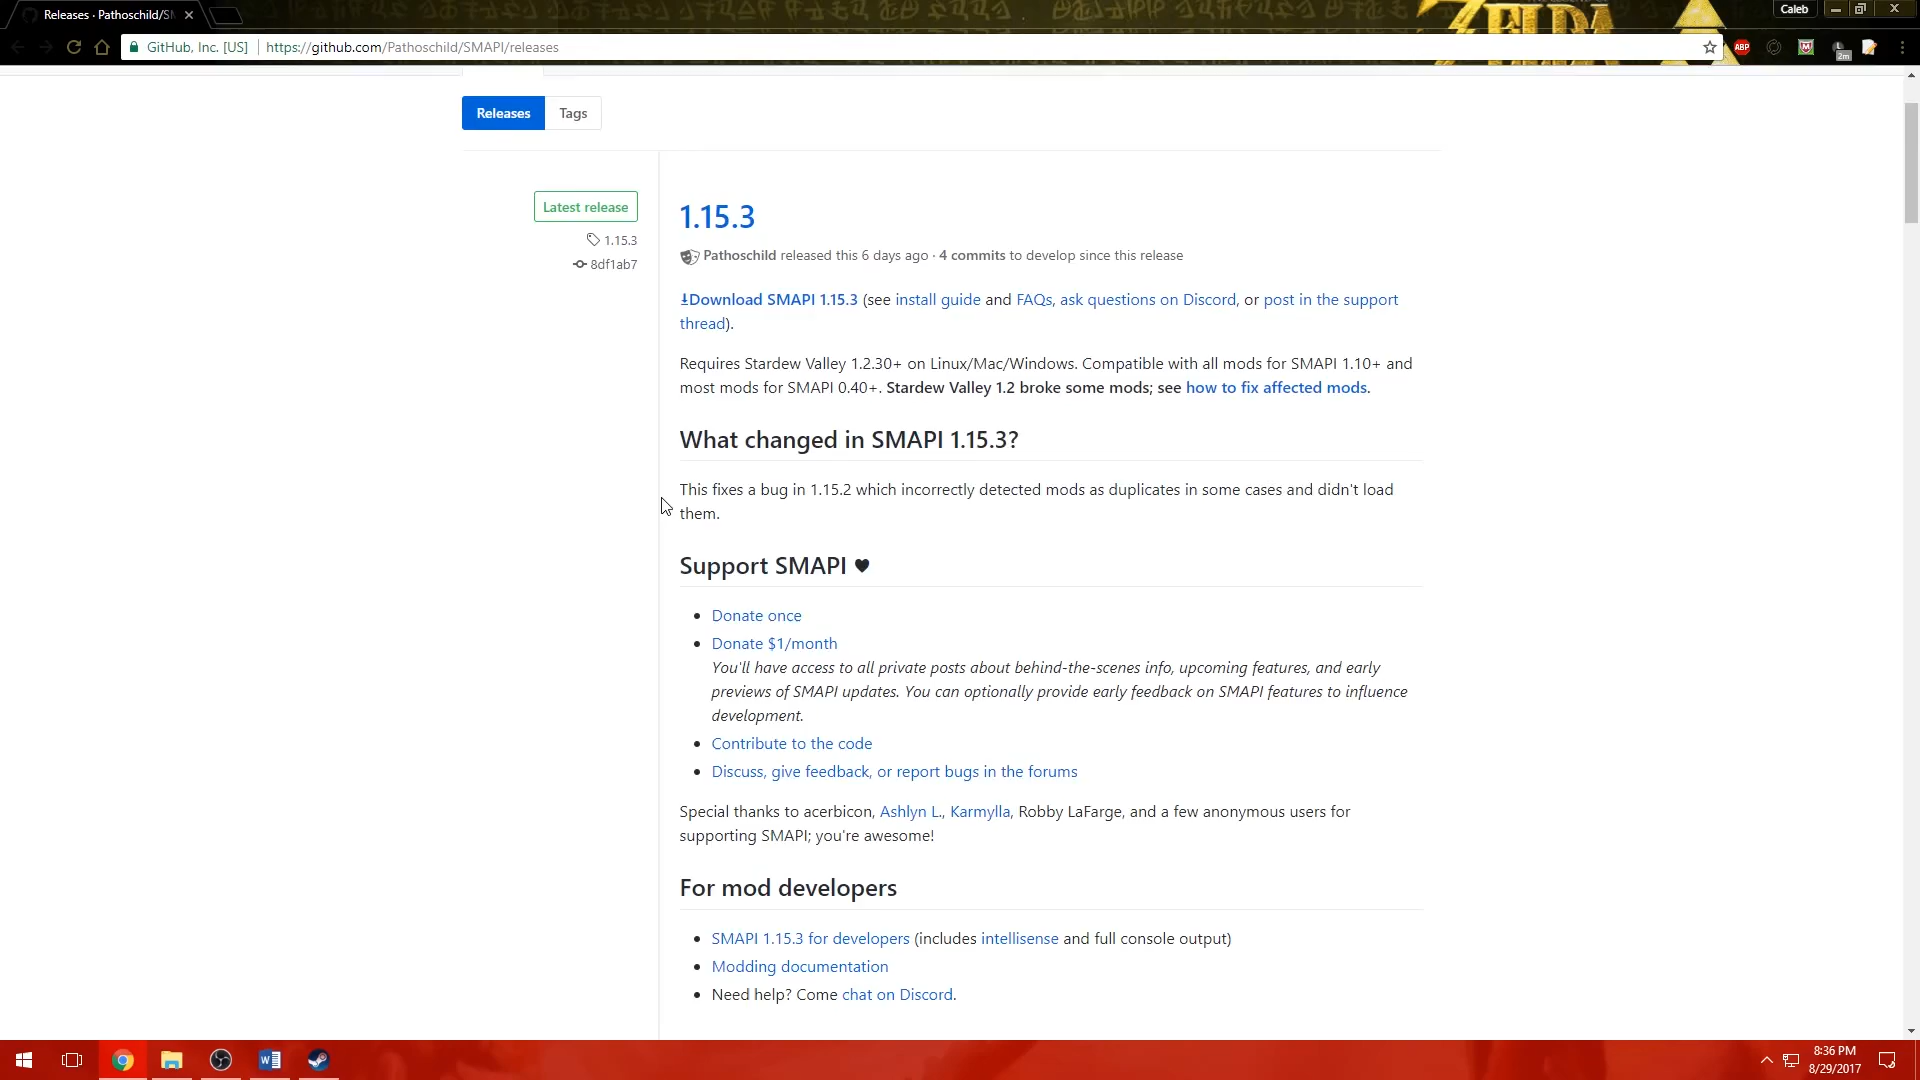 Releases · Pathoschild/SM
Caleb
GitHub, Inc. [US]
https://github.com/Pathoschild/SMAPI/releases
ABP
2m
ZELDA
Releases
Tags
Latest release
1.15.3
8df1ab7
1.15.3
Pathoschild released this 6 days ago · 4 commits to develop since this release
Download SMAPI 1.15.3 (see install guide and FAQs, ask questions on Discord, or post in the support
thread).
Requires Stardew Valley 1.2.30+ on Linux/Mac/Windows. Compatible with all mods for SMAPI 1.10+ and
most mods for SMAPI 0.40+. Stardew Valley 1.2 broke some mods; see how to fix affected mods.
What changed in SMAPI 1.15.3?
This fixes a bug in 1.15.2 which incorrectly detected mods as duplicates in some cases and didn't load
them.
Support SMAPI ♥
• Donate once
• Donate $1/month
You'll have access to all private posts about behind-the-scenes info, upcoming features, and early
previews of SMAPI updates. You can optionally provide early feedback on SMAPI features to influence
development.
• Contribute to the code
• Discuss, give feedback, or report bugs in the forums
Special thanks to acerbicon, Ashlyn L., Karmylla, Robby LaFarge, and a few anonymous users for
supporting SMAPI; you're awesome!
For mod developers
• SMAPI 1.15.3 for developers (includes intellisense and full console output)
• Modding documentation
• Need help? Come chat on Discord.
8:36 PM
8/29/2017